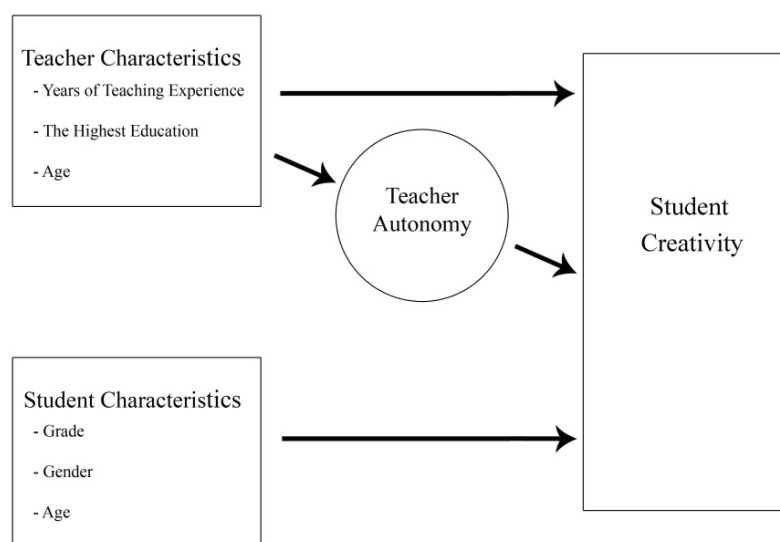 Teacher Characteristics
- Years of Teaching Experience
- The Highest Education
- Age
Teacher
Autonomy
Student
Creativity
Student Characteristics
- Grade
- Gender
- Age